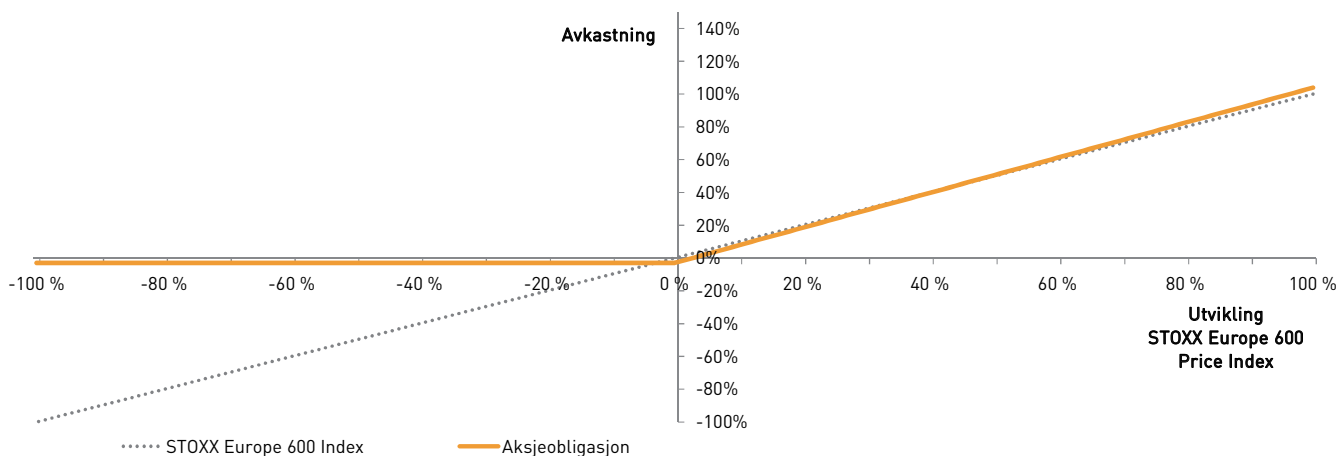 140%
Avkastning
120%
100%
80%
60%
40%
20%
0%
-100 % -80 % -60 % -40 % -20 % 0 % 20 % 40 % 60 % 80 % 100 %
-20%
Utvikling
STOXX Europe 600
Price Index
-40%
-60%
-80%
-100%
STOXX Europe 600 Index Aksjeobligasjon